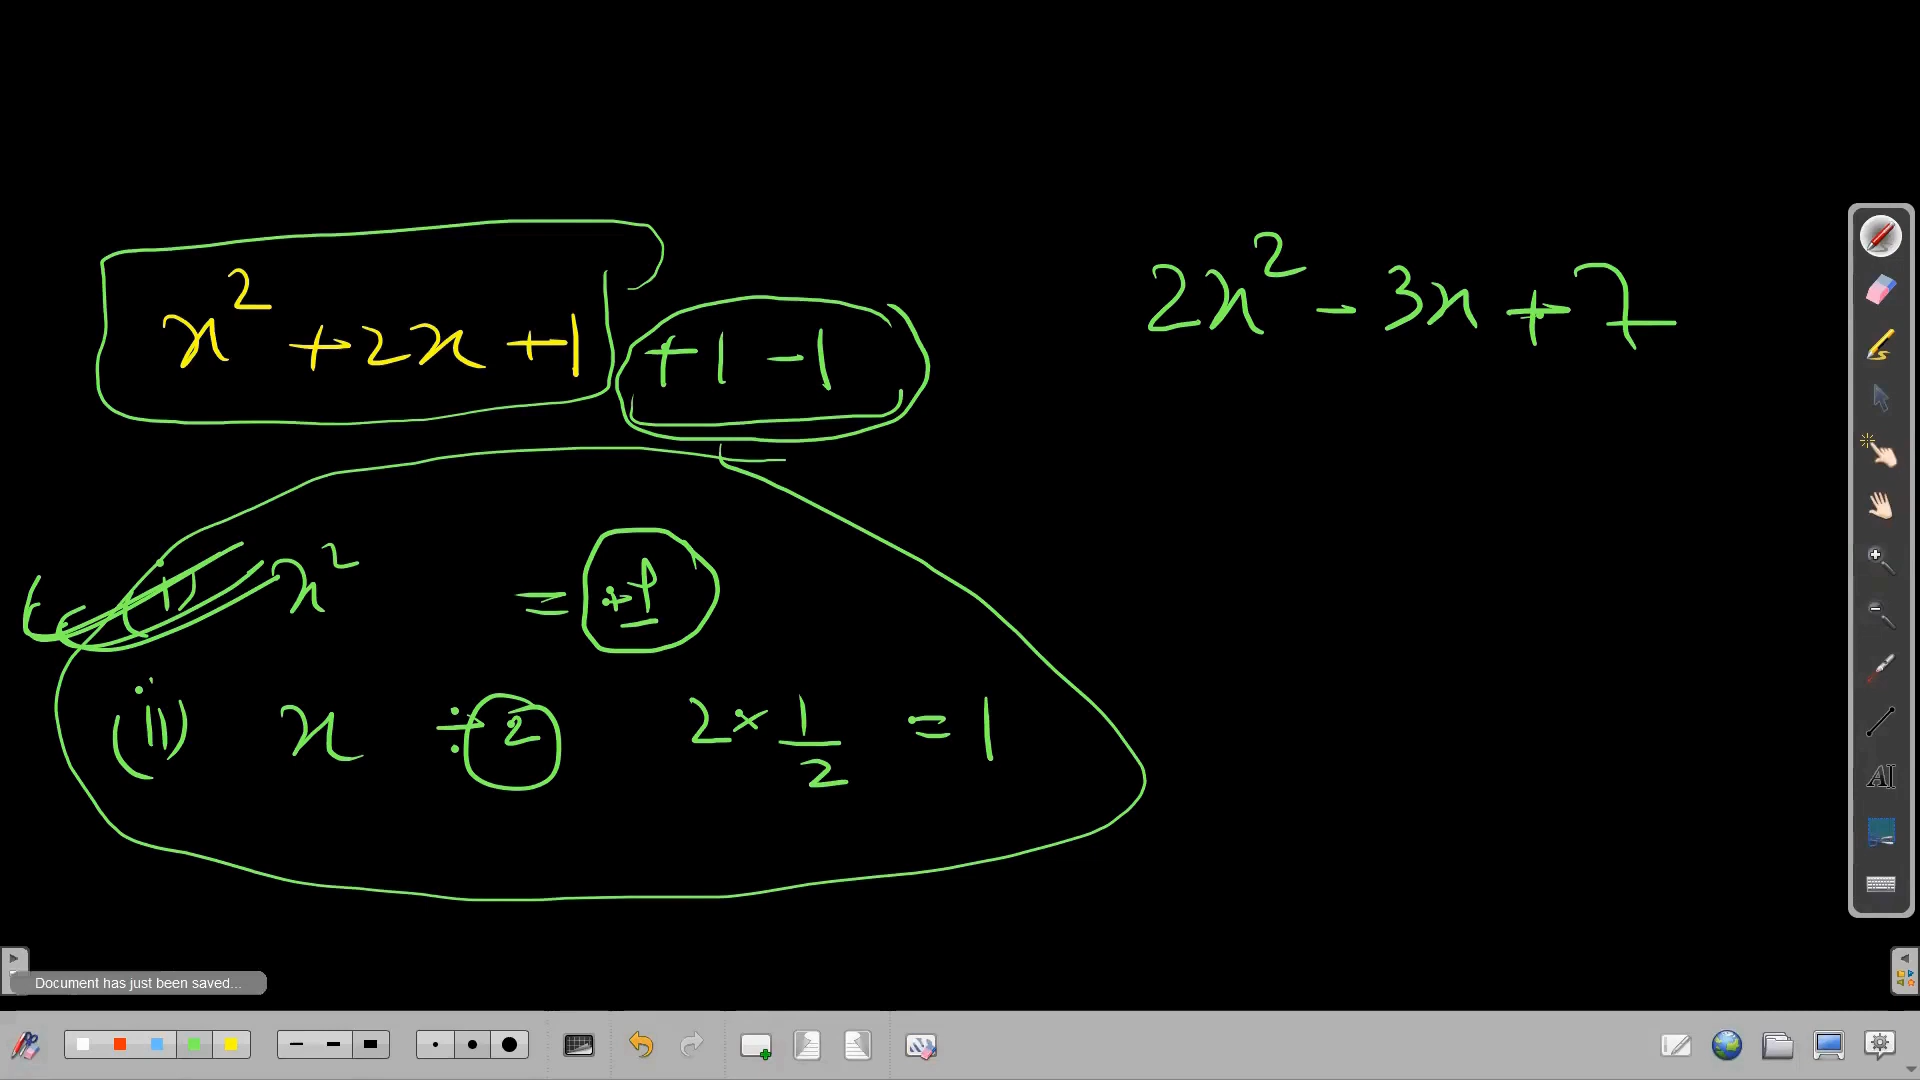 x² + 2x + 1 + 1 - 1
2x² - 3x + 7
(i) x² = +1
(ii) x ÷ 2 2 × 1/2 = 1
Document has just been saved...
AI